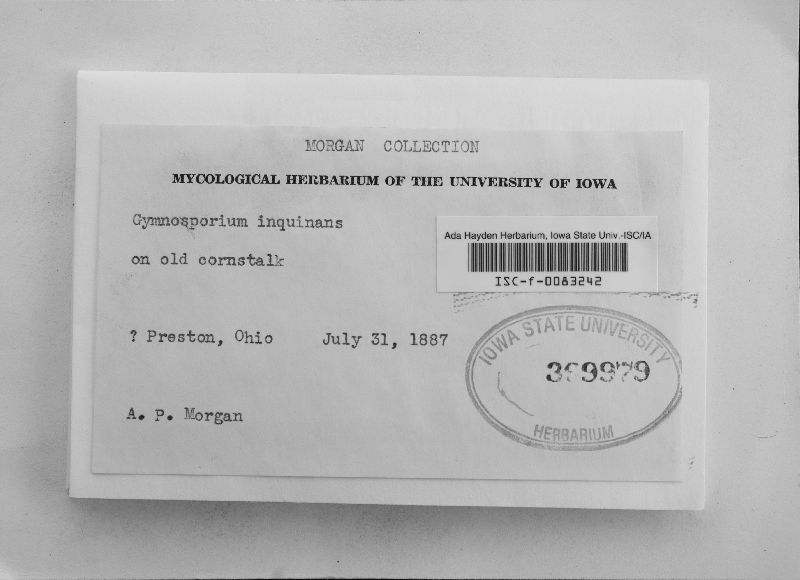 MORGAN COLLECTION
MYCOLOGICAL HERBARIUM OF THE UNIVERSITY OF IOWA
Gymnosporium inquinans
Ada Hayden Herbarium, Iowa State Univ.-ISC/IA
on old cornstalk
ISC-f-0083242
? Preston, Ohio July 31, 1887
IOWA STATE UNIVERSITY
HERBARIUM
A. P. Morgan